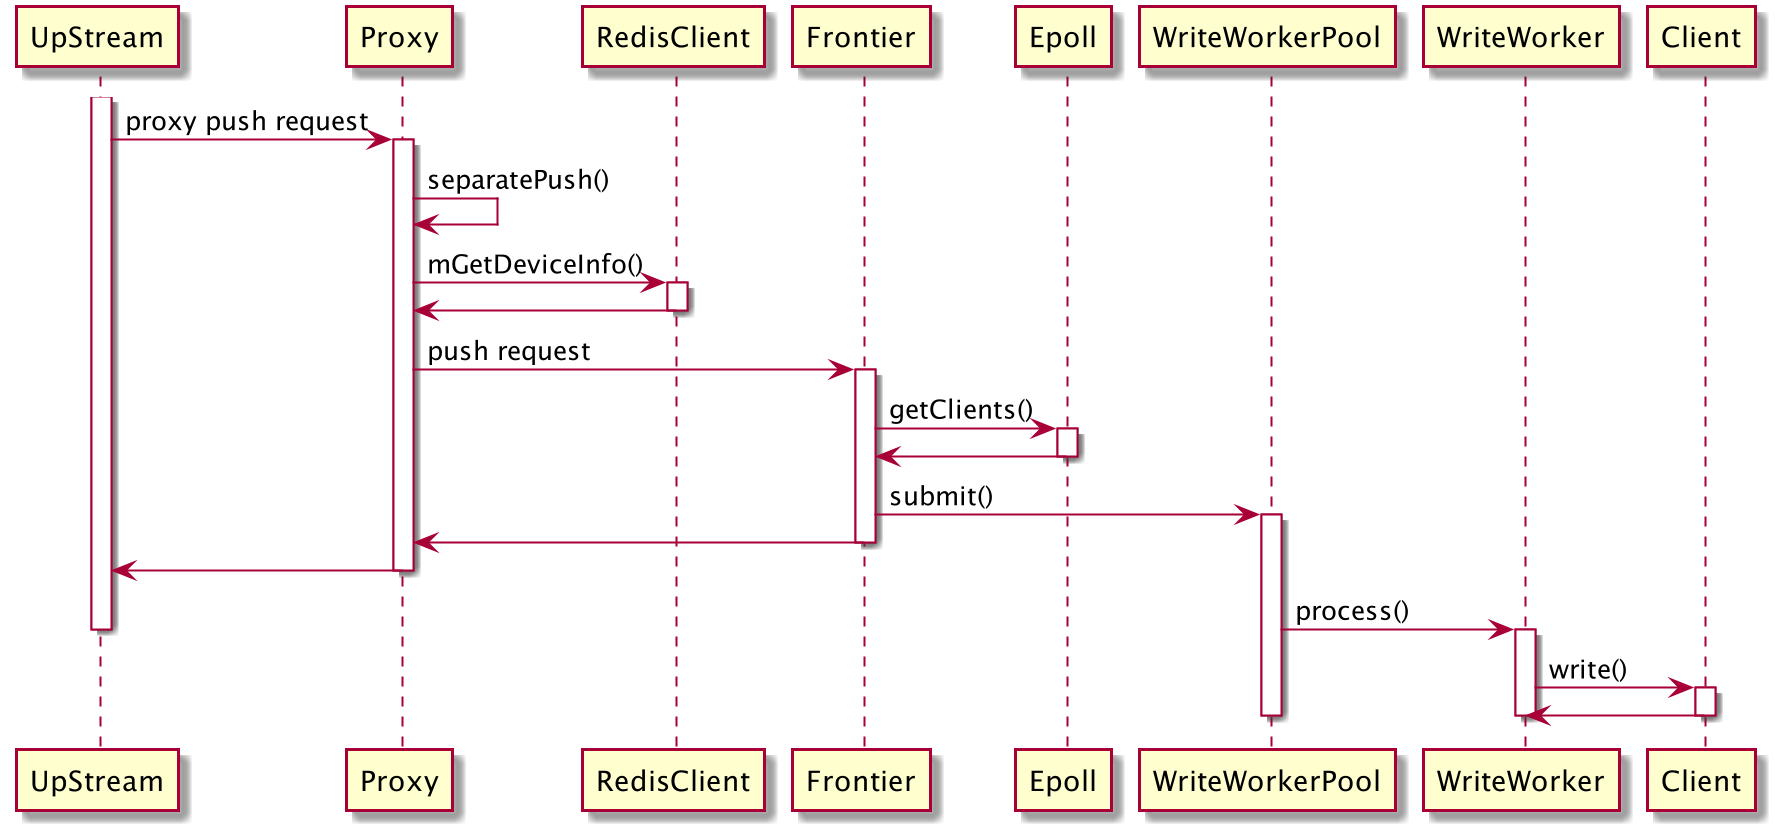 UpStream
Proxy
RedisClient
Frontier
Epoll
WriteWorkerPool
WriteWorker
Client
proxy push request
separatePush()
mGetDeviceInfo()
push request
getClients()
submit()
process()
write()
UpStream
Proxy
RedisClient
Frontier
Epoll
WriteWorkerPool
WriteWorker
Client